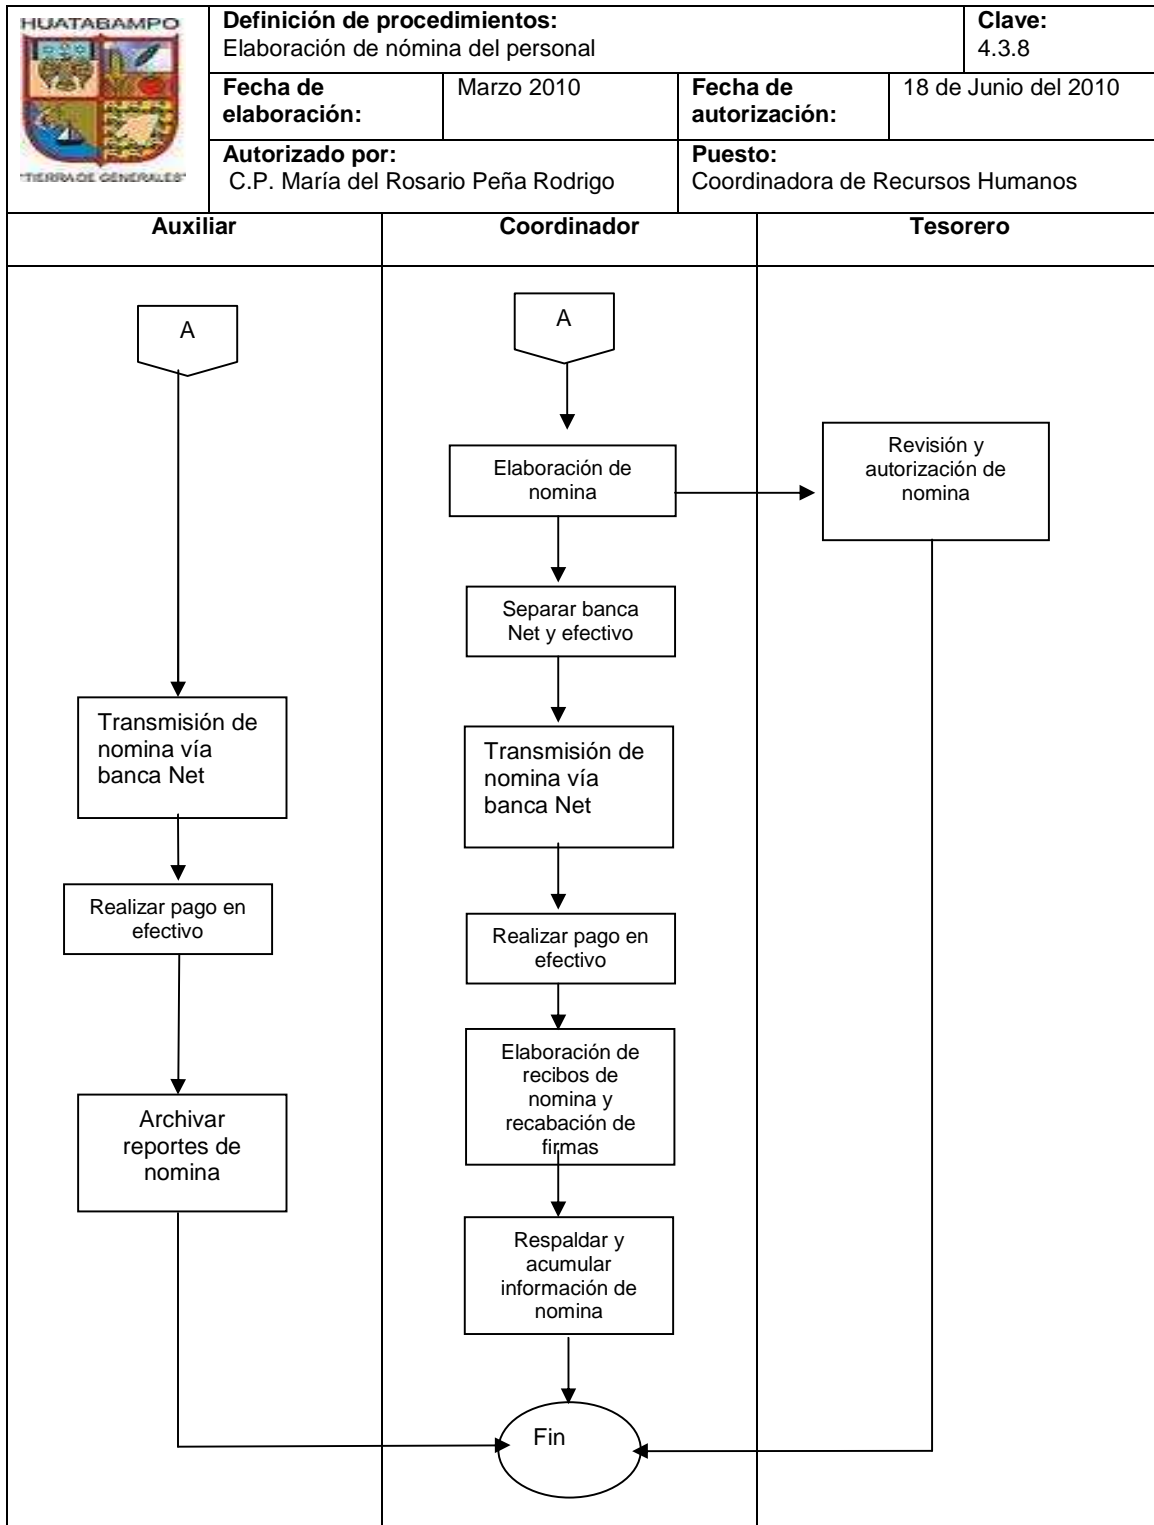 HUATABAMPO
"TIERRA DE GENERALES"
Definición de procedimientos:
Elaboración de nómina del personal
Clave:
4.3.8
Fecha de
elaboración:
Marzo 2010
Fecha de
autorización:
18 de Junio del 2010
Autorizado por:
C.P. María del Rosario Peña Rodrigo
Puesto:
Coordinadora de Recursos Humanos
Auxiliar
Coordinador
Tesorero
A
Transmisión de
nomina vía
banca Net
Realizar pago en
efectivo
Archivar
reportes de
nomina
A
Elaboración de
nomina
Separar banca
Net y efectivo
Transmisión de
nomina vía
banca Net
Realizar pago en
efectivo
Elaboración de
recibos de
nomina y
recabación de
firmas
Respaldar y
acumular
información de
nomina
Fin
Revisión y
autorización de
nomina